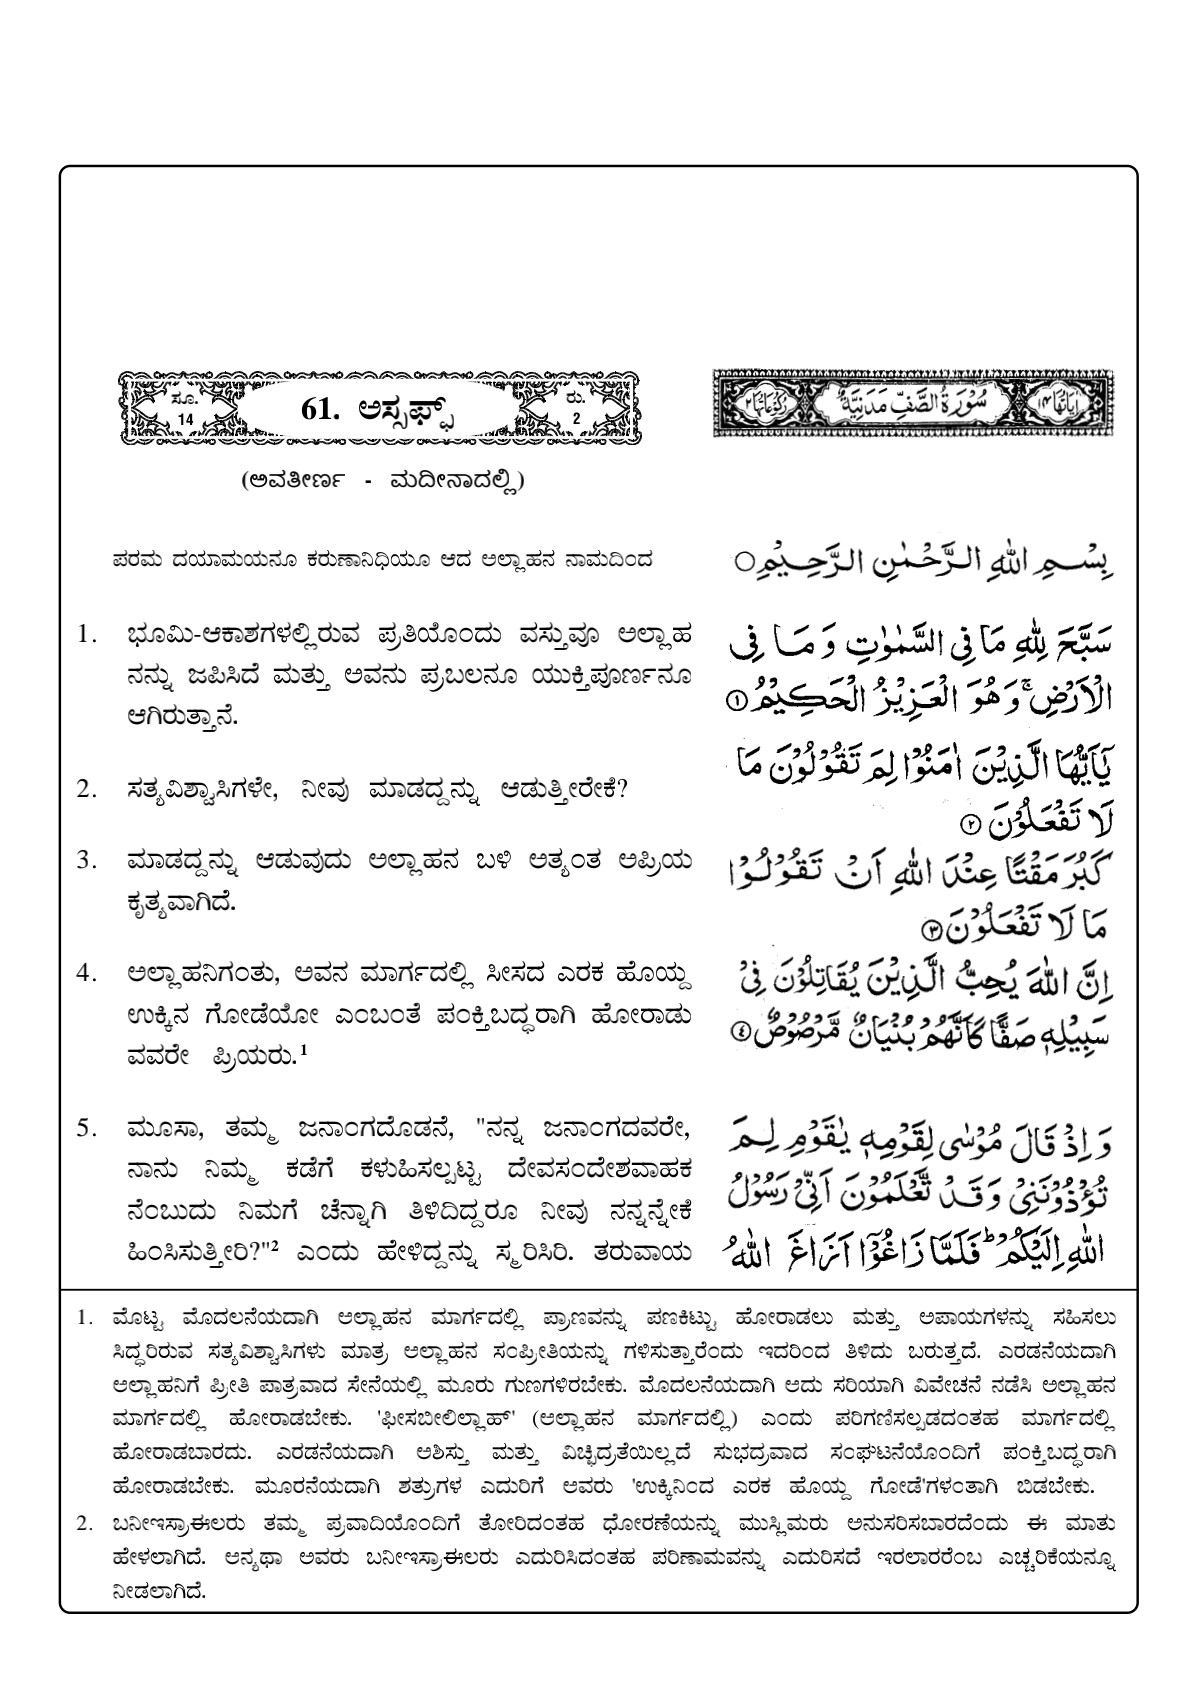 ಸೂ.
14
61. ಅಸ್ಸಫ್ಫ್
ರು.
2
اٰیاتها ١٤
سُوۡرَةُ الصَّفِّ مَدَنِیَّةٌ
رکوعاتها ٢
(ಅವತೀರ್ಣ - ಮದೀನಾದಲ್ಲಿ)
ಪರಮ ದಯಾಮಯನೂ ಕರುಣಾನಿಧಿಯೂ ಆದ ಅಲ್ಲಾಹನ ನಾಮದಿಂದ
بِسْمِ اللهِ الرَّحْمٰنِ الرَّحِيْمِ ○
1. ಭೂಮಿ-ಆಕಾಶಗಳಲ್ಲಿರುವ ಪ್ರತಿಯೊಂದು ವಸ್ತುವೂ ಅಲ್ಲಾಹ
ನನ್ನು ಜಪಿಸಿದೆ ಮತ್ತು ಅವನು ಪ್ರಬಲನೂ ಯುಕ್ತಿಪೂರ್ಣನೂ
ಆಗಿರುತ್ತಾನೆ.
سَبَّحَ لِلّٰهِ مَا فِي السَّمٰوٰتِ وَ مَا فِي
الْاَرْضِ ۚ وَهُوَ الْعَزِيْزُ الْحَكِيْمُ ①
2. ಸತ್ಯವಿಶ್ವಾಸಿಗಳೇ, ನೀವು ಮಾಡದ್ದನ್ನು ಆಡುತ್ತೀರೇಕೆ?
يٰۤاَيُّهَا الَّذِيْنَ اٰمَنُوْا لِمَ تَقُوْلُوْنَ مَا
لَا تَفْعَلُوْنَ ②
3. ಮಾಡದ್ದನ್ನು ಆಡುವುದು ಅಲ್ಲಾಹನ ಬಳಿ ಅತ್ಯಂತ ಅಪ್ರಿಯ
ಕೃತ್ಯವಾಗಿದೆ.
كَبُرَ مَقْتًا عِنْدَ اللهِ اَنْ تَقُوْلُوْا
مَا لَا تَفْعَلُوْنَ ③
4. ಅಲ್ಲಾಹನಿಗಂತು, ಅವನ ಮಾರ್ಗದಲ್ಲಿ ಸೀಸದ ಎರಕ ಹೊಯ್ದ
ಉಕ್ಕಿನ ಗೋಡೆಯೋ ಎಂಬಂತೆ ಪಂಕ್ತಿಬದ್ಧರಾಗಿ ಹೋರಾಡು
ವವರೇ ಪ್ರಿಯರು.¹
اِنَّ اللهَ يُحِبُّ الَّذِيْنَ يُقَاتِلُوْنَ فِيْ
سَبِيْلِهٖ صَفًّا كَاَنَّهُمْ بُنْيَانٌ مَّرْصُوْصٌ ④
5. ಮೂಸಾ, ತಮ್ಮ ಜನಾಂಗದೊಡನೆ, "ನನ್ನ ಜನಾಂಗದವರೇ,
ನಾನು ನಿಮ್ಮ ಕಡೆಗೆ ಕಳುಹಿಸಲ್ಪಟ್ಟ ದೇವಸಂದೇಶವಾಹಕ
ನೆಂಬುದು ನಿಮಗೆ ಚೆನ್ನಾಗಿ ತಿಳಿದಿದ್ದರೂ ನೀವು ನನ್ನನ್ನೇಕೆ
ಹಿಂಸಿಸುತ್ತೀರಿ?"² ಎಂದು ಹೇಳಿದ್ದನ್ನು ಸ್ಮರಿಸಿರಿ. ತರುವಾಯ
وَ اِذْ قَالَ مُوْسٰى لِقَوْمِهٖ يٰقَوْمِ لِمَ
تُؤْذُوْنَنِيْ وَ قَدْ تَّعْلَمُوْنَ اَنِّيْ رَسُوْلُ
اللهِ اِلَيْكُمْ ؕ فَلَمَّا زَاغُوْۤا اَزَاغَ اللهُ
1. ಮೊಟ್ಟ ಮೊದಲನೆಯದಾಗಿ ಅಲ್ಲಾಹನ ಮಾರ್ಗದಲ್ಲಿ ಪ್ರಾಣವನ್ನು ಪಣಕಿಟ್ಟು ಹೋರಾಡಲು ಮತ್ತು ಅಪಾಯಗಳನ್ನು ಸಹಿಸಲು
ಸಿದ್ಧರಿರುವ ಸತ್ಯವಿಶ್ವಾಸಿಗಳು ಮಾತ್ರ ಅಲ್ಲಾಹನ ಸಂಪ್ರೀತಿಯನ್ನು ಗಳಿಸುತ್ತಾರೆಂದು ಇದರಿಂದ ತಿಳಿದು ಬರುತ್ತದೆ. ಎರಡನೆಯದಾಗಿ
ಅಲ್ಲಾಹನಿಗೆ ಪ್ರೀತಿ ಪಾತ್ರವಾದ ಸೇನೆಯಲ್ಲಿ ಮೂರು ಗುಣಗಳಿರಬೇಕು. ಮೊದಲನೆಯದಾಗಿ ಅದು ಸರಿಯಾಗಿ ವಿವೇಚನೆ ನಡೆಸಿ ಅಲ್ಲಾಹನ
ಮಾರ್ಗದಲ್ಲಿ ಹೋರಾಡಬೇಕು. 'ಫೀಸಬೀಲಿಲ್ಲಾಹ್' (ಅಲ್ಲಾಹನ ಮಾರ್ಗದಲ್ಲಿ) ಎಂದು ಪರಿಗಣಿಸಲ್ಪಡದಂತಹ ಮಾರ್ಗದಲ್ಲಿ
ಹೋರಾಡಬಾರದು. ಎರಡನೆಯದಾಗಿ ಅಶಿಸ್ತು ಮತ್ತು ವಿಚ್ಛಿದ್ರತೆಯಿಲ್ಲದೆ ಸುಭದ್ರವಾದ ಸಂಘಟನೆಯೊಂದಿಗೆ ಪಂಕ್ತಿಬದ್ಧರಾಗಿ
ಹೋರಾಡಬೇಕು. ಮೂರನೆಯದಾಗಿ ಶತ್ರುಗಳ ಎದುರಿಗೆ ಅವರು 'ಉಕ್ಕಿನಿಂದ ಎರಕ ಹೊಯ್ದ ಗೋಡೆ'ಗಳಂತಾಗಿ ಬಿಡಬೇಕು.
2. ಬನೀಇಸ್ರಾಈಲರು ತಮ್ಮ ಪ್ರವಾದಿಯೊಂದಿಗೆ ತೋರಿದಂತಹ ಧೋರಣೆಯನ್ನು ಮುಸ್ಲಿಮರು ಅನುಸರಿಸಬಾರದೆಂದು ಈ ಮಾತು
ಹೇಳಲಾಗಿದೆ. ಅನ್ಯಥಾ ಅವರು ಬನೀಇಸ್ರಾಈಲರು ಎದುರಿಸಿದಂತಹ ಪರಿಣಾಮವನ್ನು ಎದುರಿಸದೆ ಇರಲಾರರೆಂಬ ಎಚ್ಚರಿಕೆಯನ್ನೂ
ನೀಡಲಾಗಿದೆ.